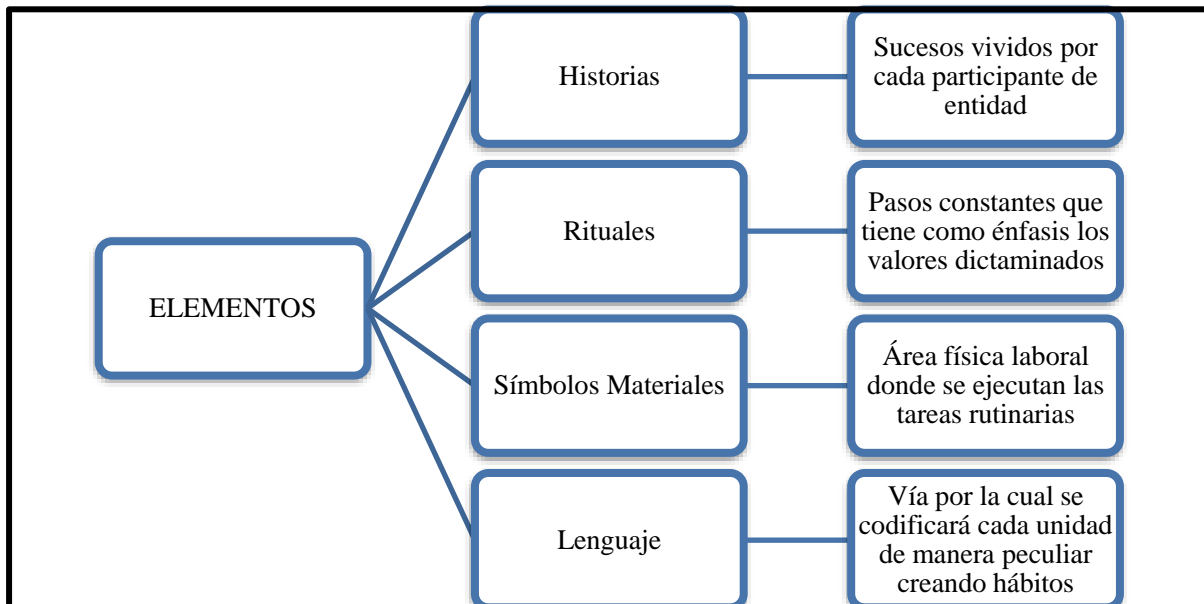 ELEMENTOS
Historias
Sucesos vividos por
cada participante de
entidad
Rituales
Pasos constantes que
tiene como énfasis los
valores dictaminados
Símbolos Materiales
Área física laboral
donde se ejecutan las
tareas rutinarias
Lenguaje
Vía por la cual se
codificará cada unidad
de manera peculiar
creando hábitos